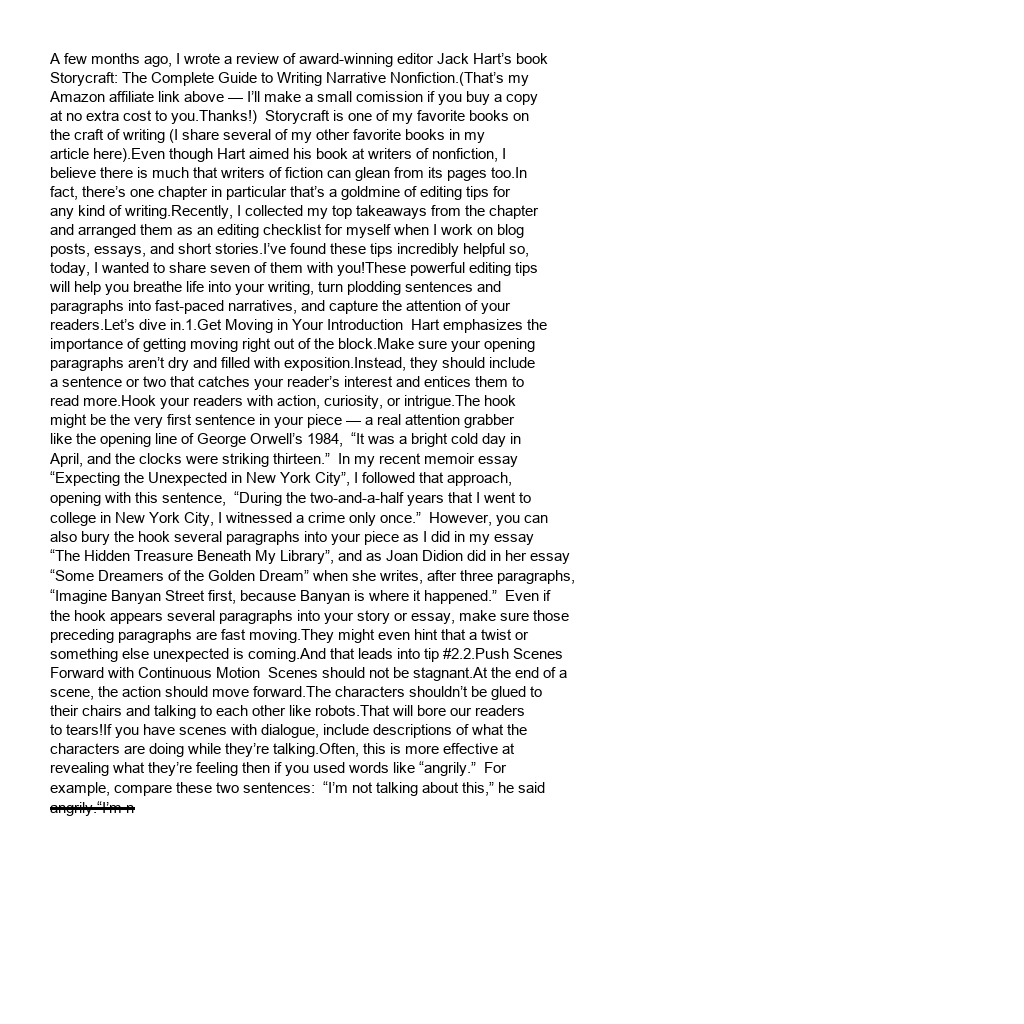 A few months ago, I wrote a review of award-winning editor Jack Hart’s book
Storycraft: The Complete Guide to Writing Narrative Nonfiction.(That’s my
Amazon affiliate link above — I’ll make a small comission if you buy a copy
at no extra cost to you.Thanks!)  Storycraft is one of my favorite books on
the craft of writing (I share several of my other favorite books in my
article here).Even though Hart aimed his book at writers of nonfiction, I
believe there is much that writers of fiction can glean from its pages too.In
fact, there’s one chapter in particular that’s a goldmine of editing tips for
any kind of writing.Recently, I collected my top takeaways from the chapter
and arranged them as an editing checklist for myself when I work on blog
posts, essays, and short stories.I’ve found these tips incredibly helpful so,
today, I wanted to share seven of them with you!These powerful editing tips
will help you breathe life into your writing, turn plodding sentences and
paragraphs into fast-paced narratives, and capture the attention of your
readers.Let’s dive in.1.Get Moving in Your Introduction  Hart emphasizes the
importance of getting moving right out of the block.Make sure your opening
paragraphs aren’t dry and filled with exposition.Instead, they should include
a sentence or two that catches your reader’s interest and entices them to
read more.Hook your readers with action, curiosity, or intrigue.The hook
might be the very first sentence in your piece — a real attention grabber
like the opening line of George Orwell’s 1984,  “It was a bright cold day in
April, and the clocks were striking thirteen.”  In my recent memoir essay
“Expecting the Unexpected in New York City”, I followed that approach,
opening with this sentence,  “During the two-and-a-half years that I went to
college in New York City, I witnessed a crime only once.”  However, you can
also bury the hook several paragraphs into your piece as I did in my essay
“The Hidden Treasure Beneath My Library”, and as Joan Didion did in her essay
“Some Dreamers of the Golden Dream” when she writes, after three paragraphs,
“Imagine Banyan Street first, because Banyan is where it happened.”  Even if
the hook appears several paragraphs into your story or essay, make sure those
preceding paragraphs are fast moving.They might even hint that a twist or
something else unexpected is coming.And that leads into tip #2.2.Push Scenes
Forward with Continuous Motion  Scenes should not be stagnant.At the end of a
scene, the action should move forward.The characters shouldn’t be glued to
their chairs and talking to each other like robots.That will bore our readers
to tears!If you have scenes with dialogue, include descriptions of what the
characters are doing while they’re talking.Often, this is more effective at
revealing what they’re feeling then if you used words like “angrily.”  For
example, compare these two sentences:  “I’m not talking about this,” he said
angrily.“I’m n